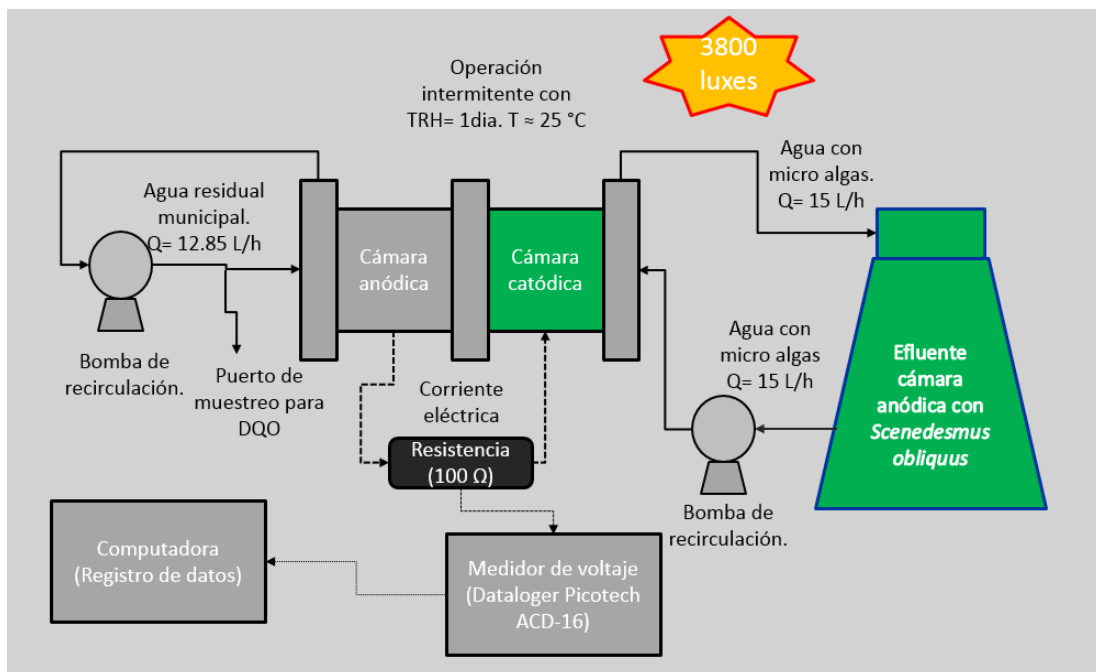 3800
luxes
Operación
intermitente con
TRH= 1dia. T ≈ 25 °C
Agua residual
municipal.
Q= 12.85 L/h
Agua con
micro algas.
Q= 15 L/h
Cámara
anódica
Cámara
catódica
Bomba de
recirculación.
Puerto de
muestreo para
DQO
Corriente
eléctrica
Resistencia
(100 Ω)
Agua con
micro algas
Q= 15 L/h
Efluente
cámara
anódica con
Scenedesmus
obliquus
Bomba de
recirculación.
Computadora
(Registro de datos)
Medidor de voltaje
(Dataloger Picotech
ACD-16)